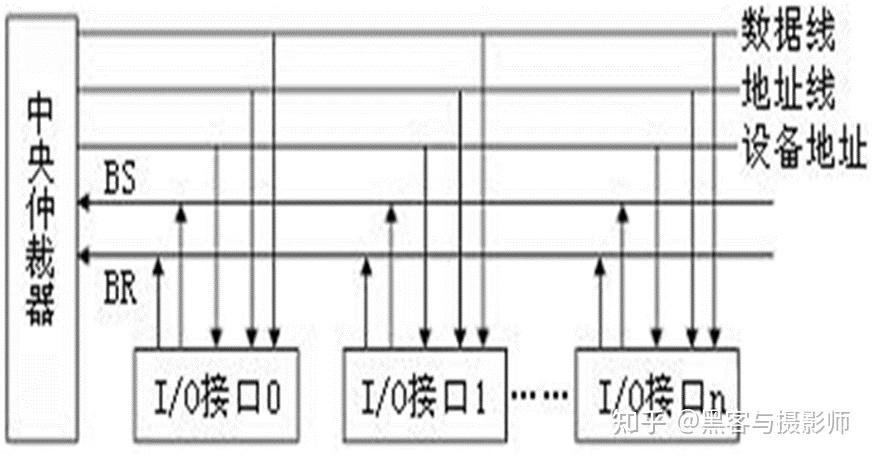 数据线
地址线
设备地址
中央仲裁器
BS
BR
I/O接口0
I/O接口1
……
I/O接口n
知乎 @黑客与摄影师